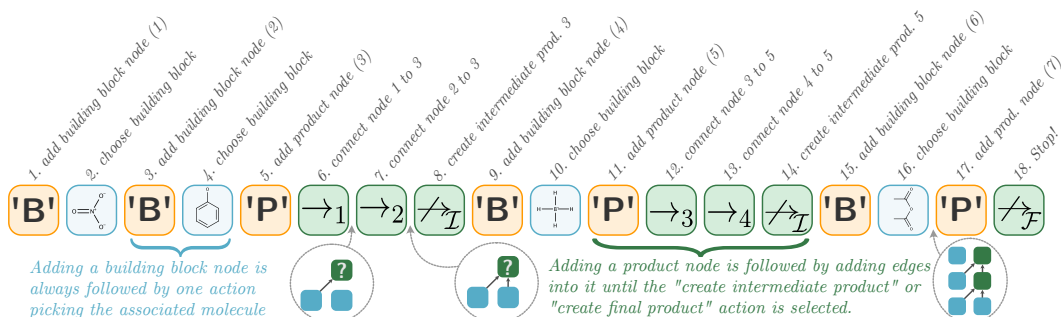 1. add building block node (1)
2. choose building block
3. add building block node (2)
4. choose building block
5. add product node (3)
6. connect node 1 to 3
7. connect node 2 to 3
8. create intermediate prod. 3
9. add building block node (4)
10. choose building block
11. add product node (5)
12. connect node 3 to 5
13. connect node 4 to 5
14. create intermediate prod. 5
15. add building block node (6)
16. choose building block
17. add prod. node (7)
18. Stop!
'B'
O=N⁺ O⁻ O⁻
'B'
O
'P'
→₁
→₂
↛ℐ
'B'
H H H H
'P'
→₃
→₄
↛ℐ
'B'
O O O
'P'
↛ℱ
Adding a building block node is
always followed by one action
picking the associated molecule
?
?
Adding a product node is followed by adding edges
into it until the "create intermediate product" or
"create final product" action is selected.